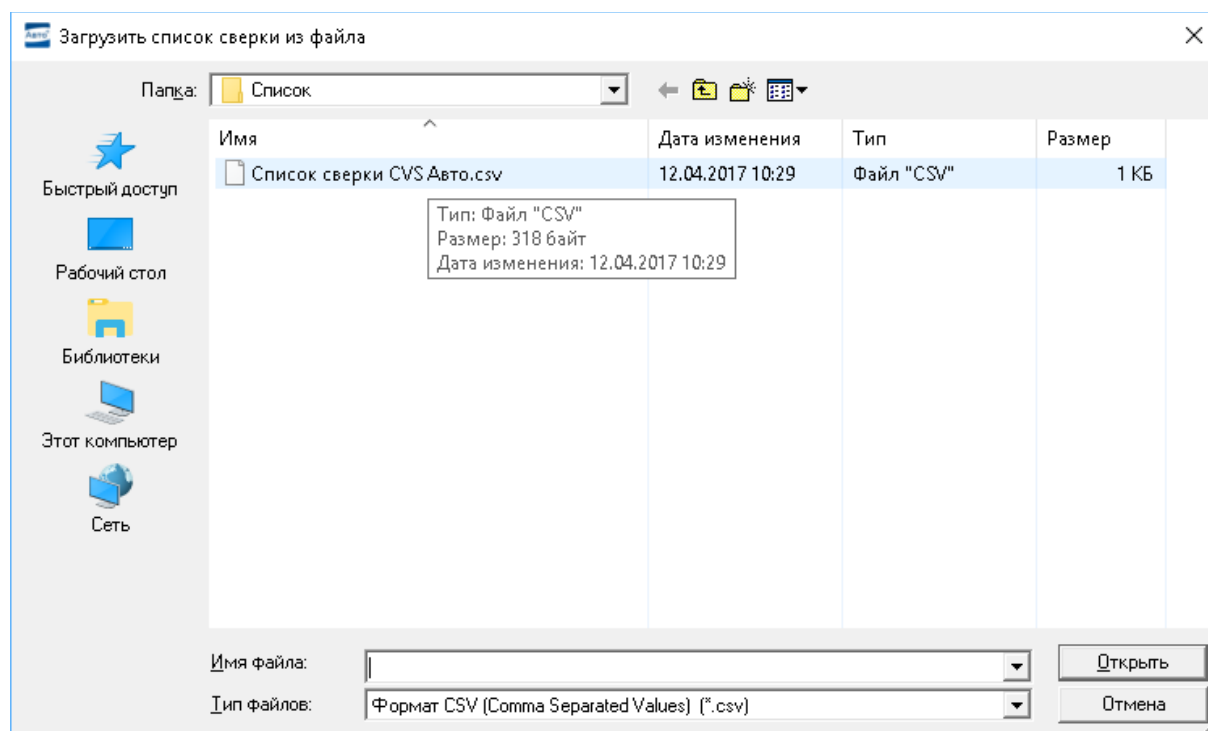 Авто
Загрузить список сверки из файла
Папка: Список
Имя Дата изменения Тип Размер
Список сверки CVS Авто.csv 12.04.2017 10:29 Файл "CSV" 1 КБ
Тип: Файл "CSV"
Размер: 318 байт
Дата изменения: 12.04.2017 10:29
Быстрый доступ
Рабочий стол
Библиотеки
Этот компьютер
Сеть
Имя файла: Открыть
Тип файлов: Формат CSV (Comma Separated Values) (*.csv) Отмена